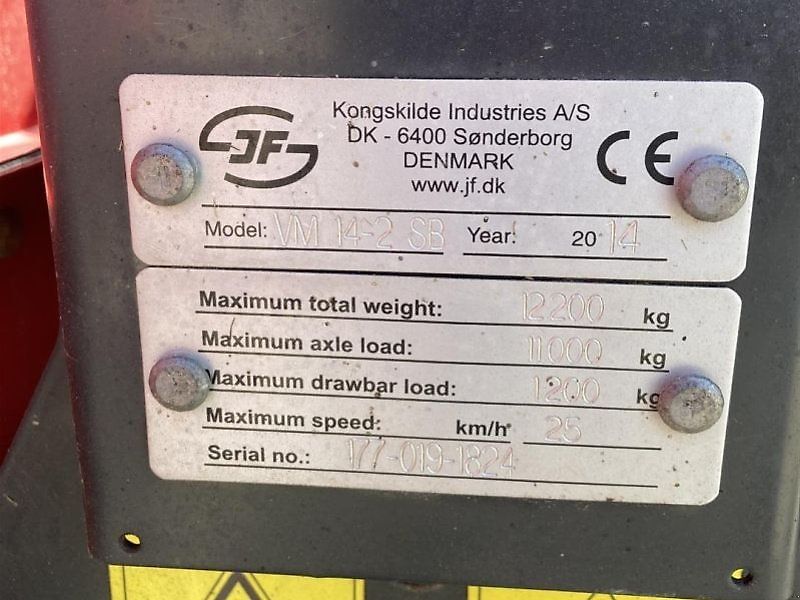 JF
Kongskilde Industries A/S
DK - 6400 Sønderborg
DENMARK
www.jf.dk
CE
Model: VM 14-2 SB Year: 2014
Maximum total weight: 12200 kg
Maximum axle load: 11000 kg
Maximum drawbar load: 1200 kg
Maximum speed: km/h 25
Serial no.: 177-019-1824